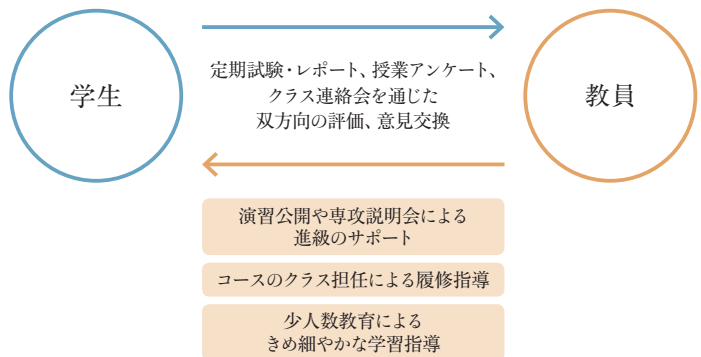 学生
定期試験・レポート、授業アンケート、
クラス連絡会を通じた
双方向の評価、意見交換
教員
演習公開や専攻説明会による
進級のサポート
コースのクラス担任による履修指導
少人数教育による
きめ細やかな学習指導